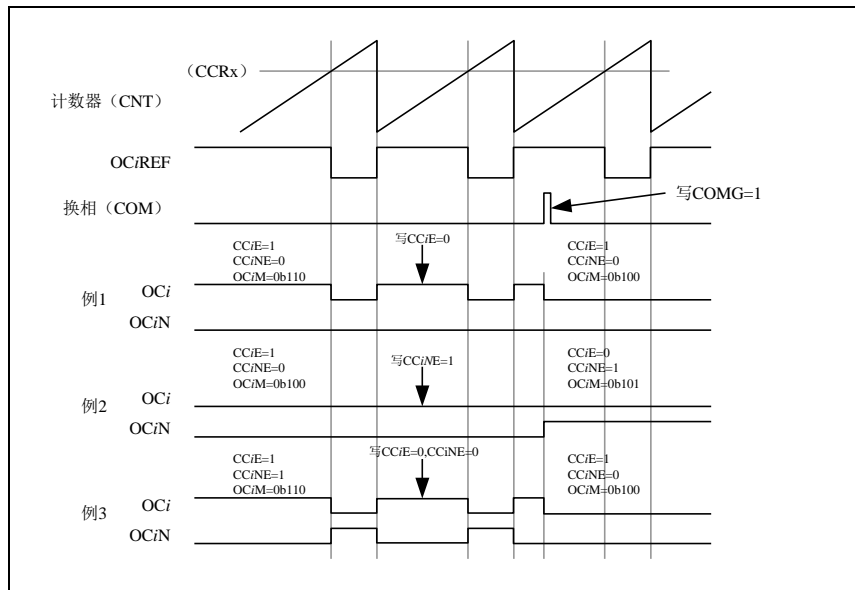 （CCRx）
计数器（CNT）
OCiREF
换相（COM）
写COMG=1
CCiE=1
CCiNE=0
OCiM=0b110
写CCiE=0
CCiE=1
CCiNE=0
OCiM=0b100
例1
OCi
OCiN
CCiE=1
CCiNE=0
OCiM=0b100
写CCiNE=1
CCiE=0
CCiNE=1
OCiM=0b101
例2
OCi
OCiN
CCiE=1
CCiNE=1
OCiM=0b110
写CCiE=0,CCiNE=0
CCiE=1
CCiNE=0
OCiM=0b100
例3
OCi
OCiN